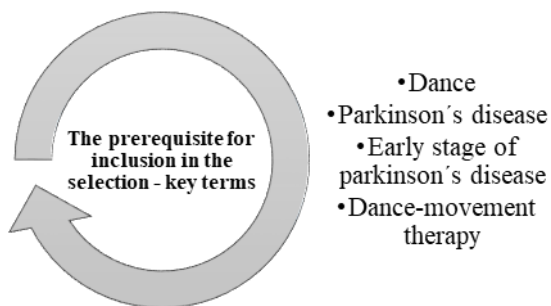 The prerequisite for
inclusion in the
selection - key terms
•Dance
•Parkinson´s disease
•Early stage of
parkinson´s disease
•Dance-movement
therapy